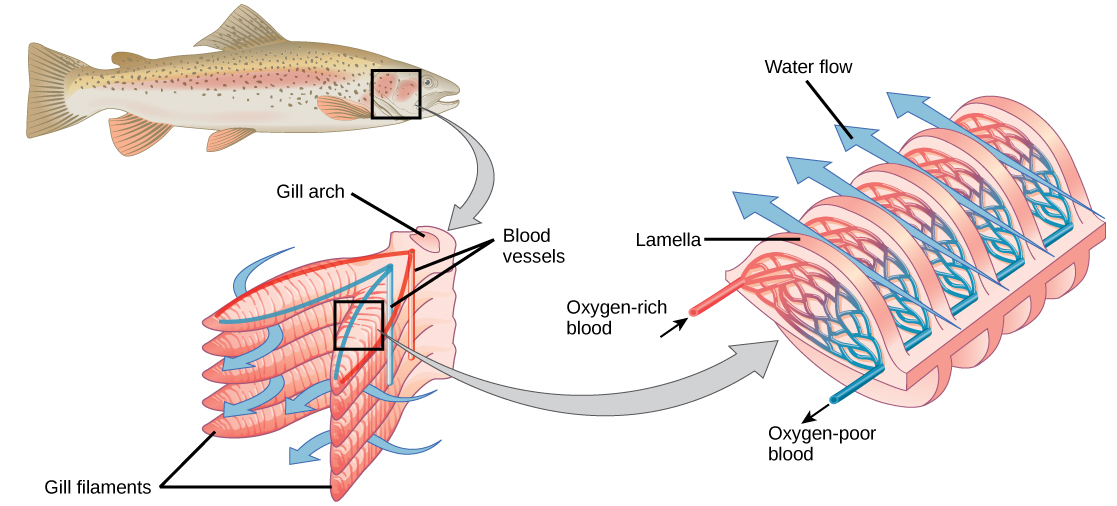 Water flow
Gill arch
Blood
vessels
Lamella
Oxygen-rich
blood
Oxygen-poor
blood
Gill filaments